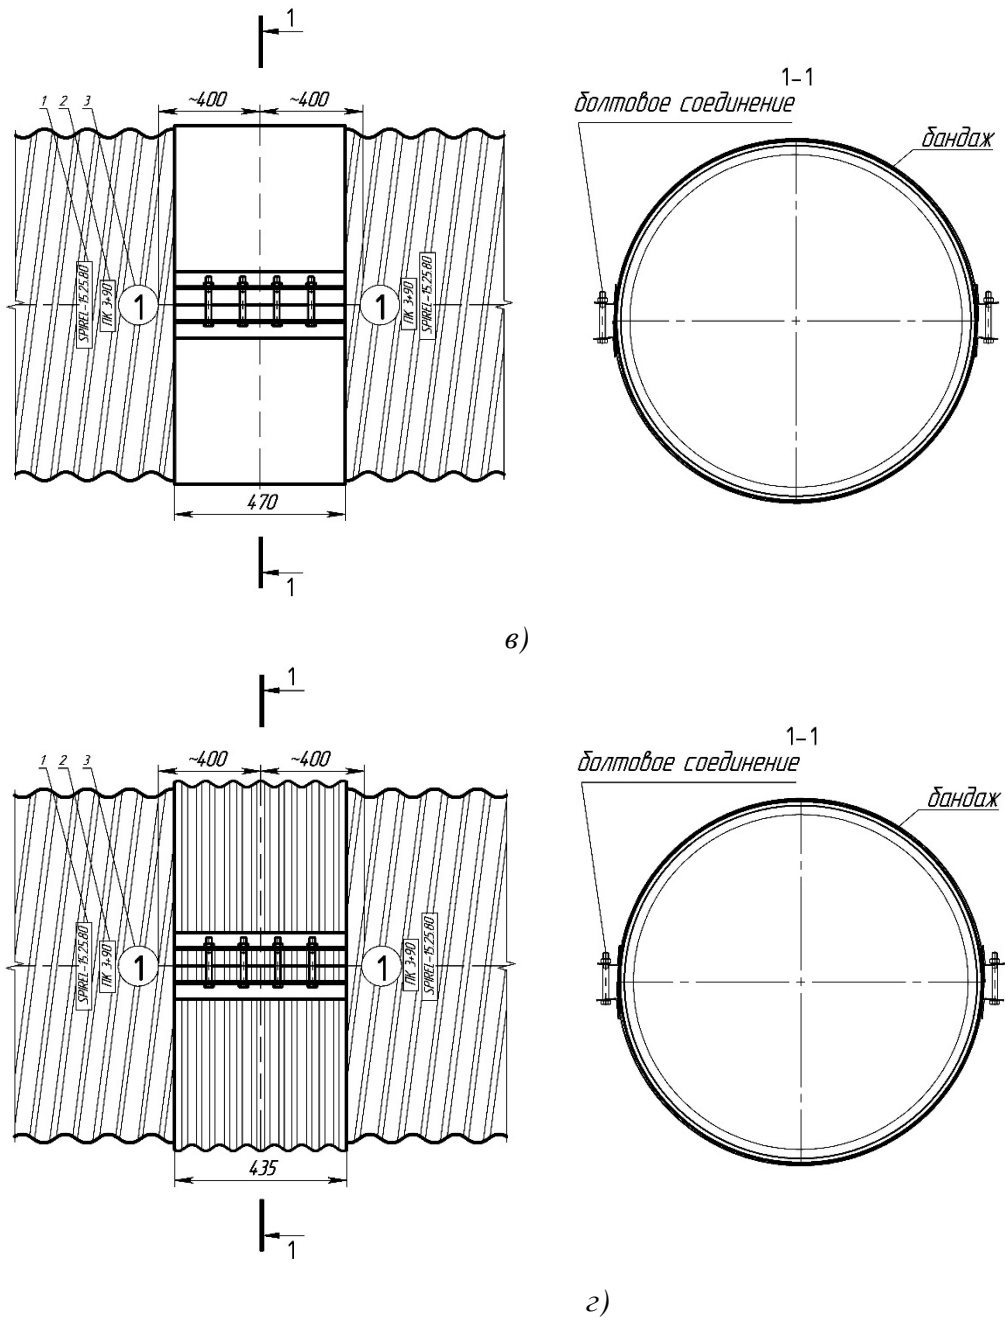 1
1-1
болтовое соединение
~400
~400
1 2 3
бандаж
SPIREL-15.25.80
ПК 3+90
1
1
ПК 3+90
SPIREL-15.25.80
470
1
в)
1
1-1
~400
~400
болтовое соединение
1 2 3
бандаж
SPIREL-15.25.80
ПК 3+90
1
1
ПК 3+90
SPIREL-15.25.80
435
1
г)